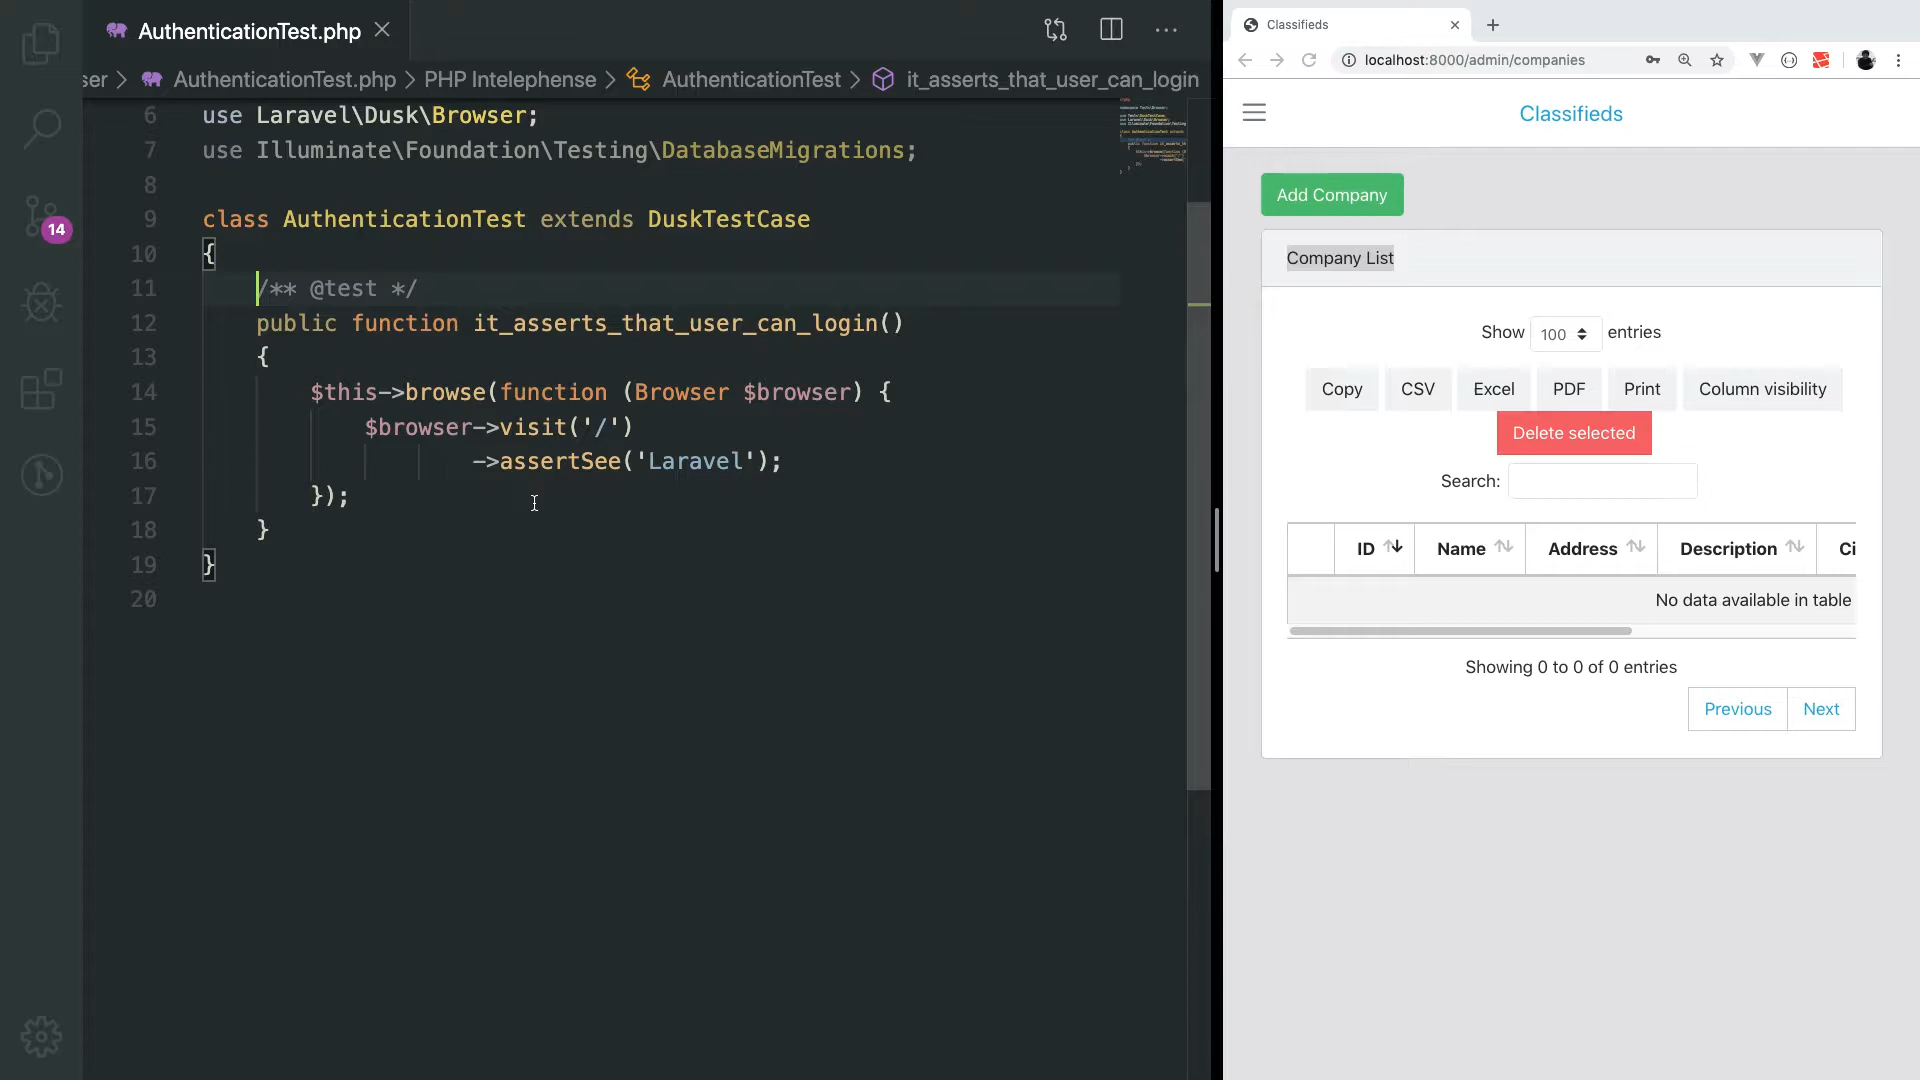 AuthenticationTest.php
ser > AuthenticationTest.php > PHP Intelephense > AuthenticationTest > it_asserts_that_user_can_login
6 use Laravel\Dusk\Browser;
7 use Illuminate\Foundation\Testing\DatabaseMigrations;
8
9 class AuthenticationTest extends DuskTestCase
10 {
11 /** @test */
12 public function it_asserts_that_user_can_login()
13 {
14 $this->browse(function (Browser $browser) {
15 $browser->visit('/')
16 ->assertSee('Laravel');
17 });
18 }
19 }
20
14
Classifieds
localhost:8000/admin/companies
Classifieds
Add Company
Company List
Show 100 entries
Copy CSV Excel PDF Print Column visibility
Delete selected
Search:
ID Name Address Description Ci
No data available in table
Showing 0 to 0 of 0 entries
Previous Next